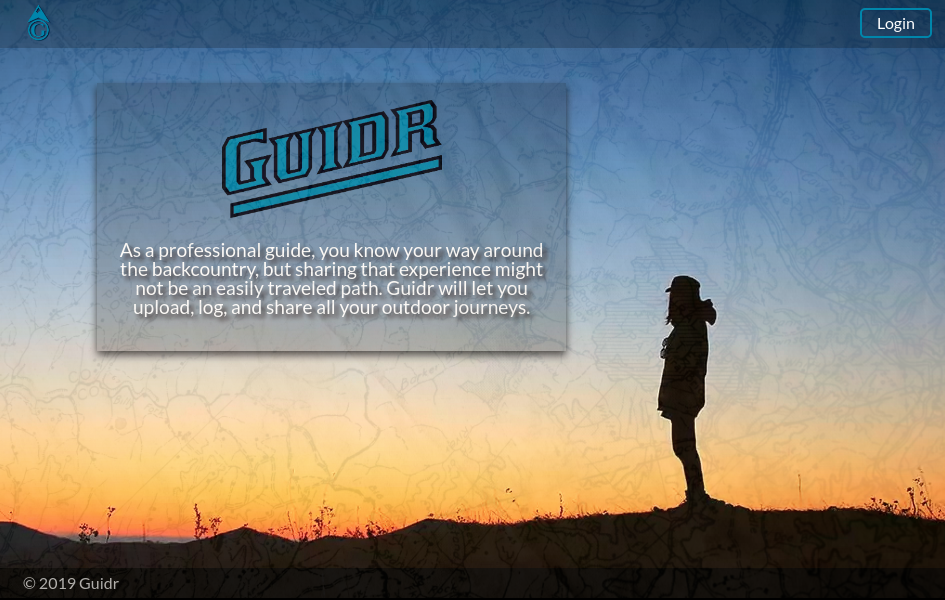 Login
GUIDR
As a professional guide, you know your way around
the backcountry, but sharing that experience might
not be an easily traveled path. Guidr will let you
upload, log, and share all your outdoor journeys.
© 2019 Guidr